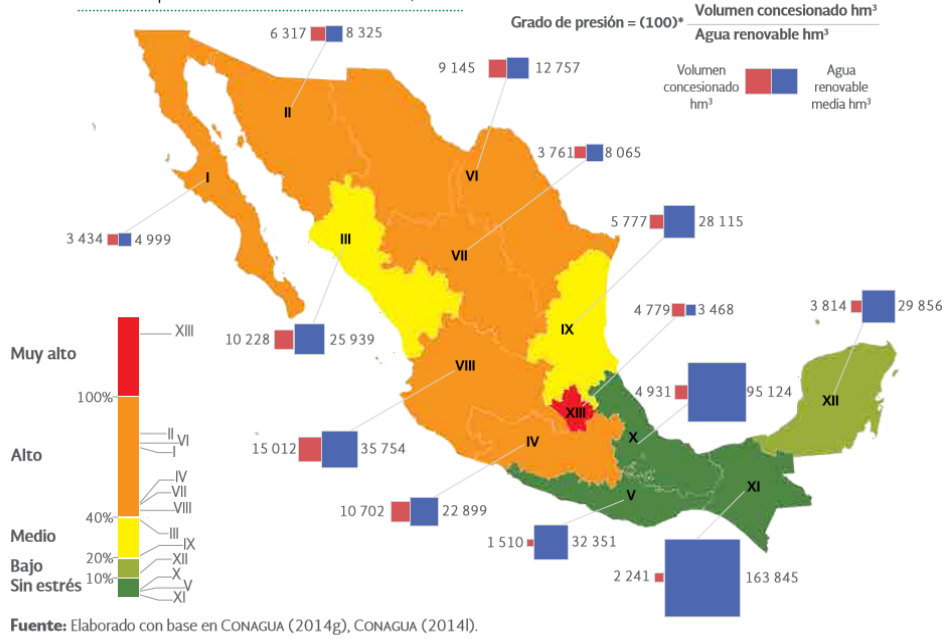 Grado de presión = (100)* Volumen concesionado hm³
Agua renovable hm³
Volumen
concesionado
hm³
Agua
renovable
media hm³
6 317 8 325
9 145 12 757
3 761 8 065
5 777 28 115
3 434 4 999
10 228 25 939
4 779 3 468
3 814 29 856
4 931 95 124
15 012 35 754
10 702 22 899
1 510 32 351
2 241 163 845
I
II
III
IV
V
VI
VII
VIII
IX
X
XI
XII
XIII
Muy alto
XIII
100%
Alto
II
VI
I
IV
VII
VIII
40%
Medio
III
IX
20%
Bajo
XII
10%
Sin estrés
X
V
XI
Fuente: Elaborado con base en CONAGUA (2014g), CONAGUA (2014l).